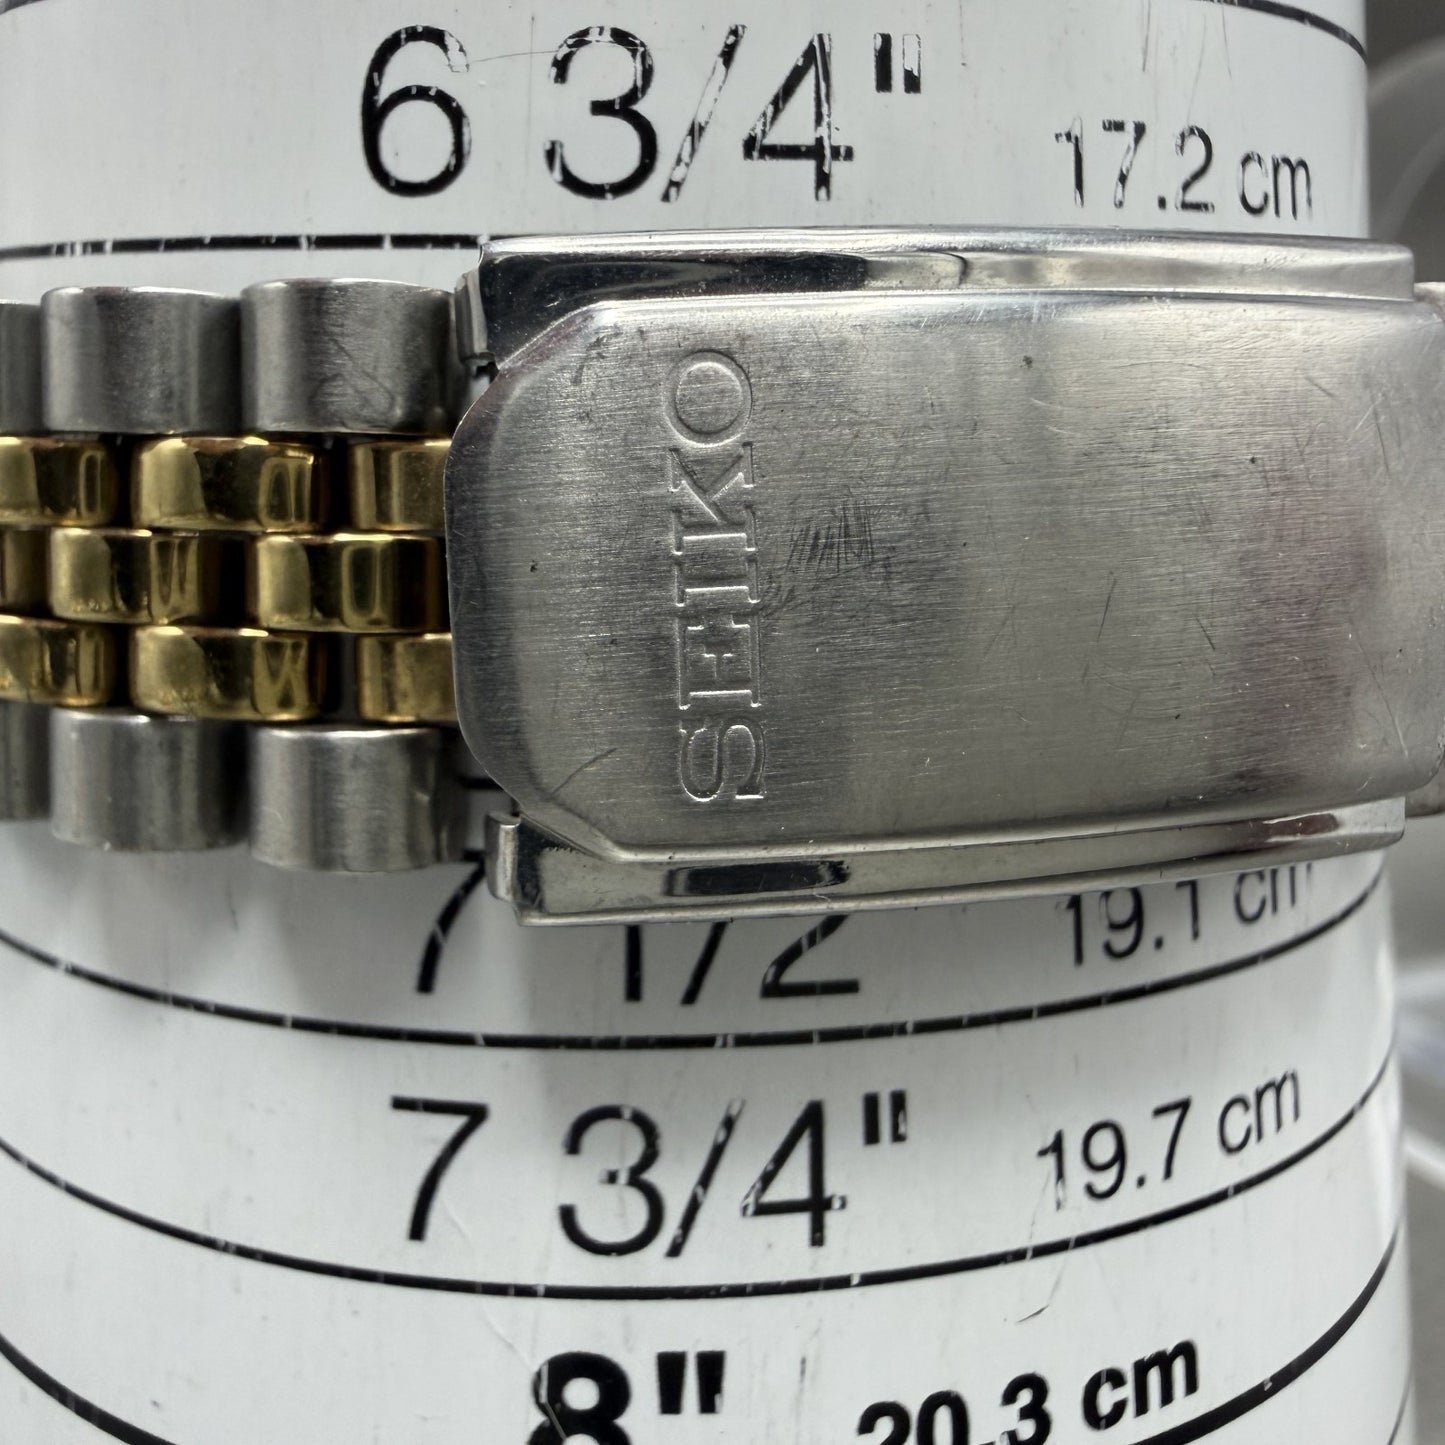 6 3/4" 17.2 cm
SEIKO
7 1/2 19.1 cm
7 3/4" 19.7 cm
8" 20.3 cm